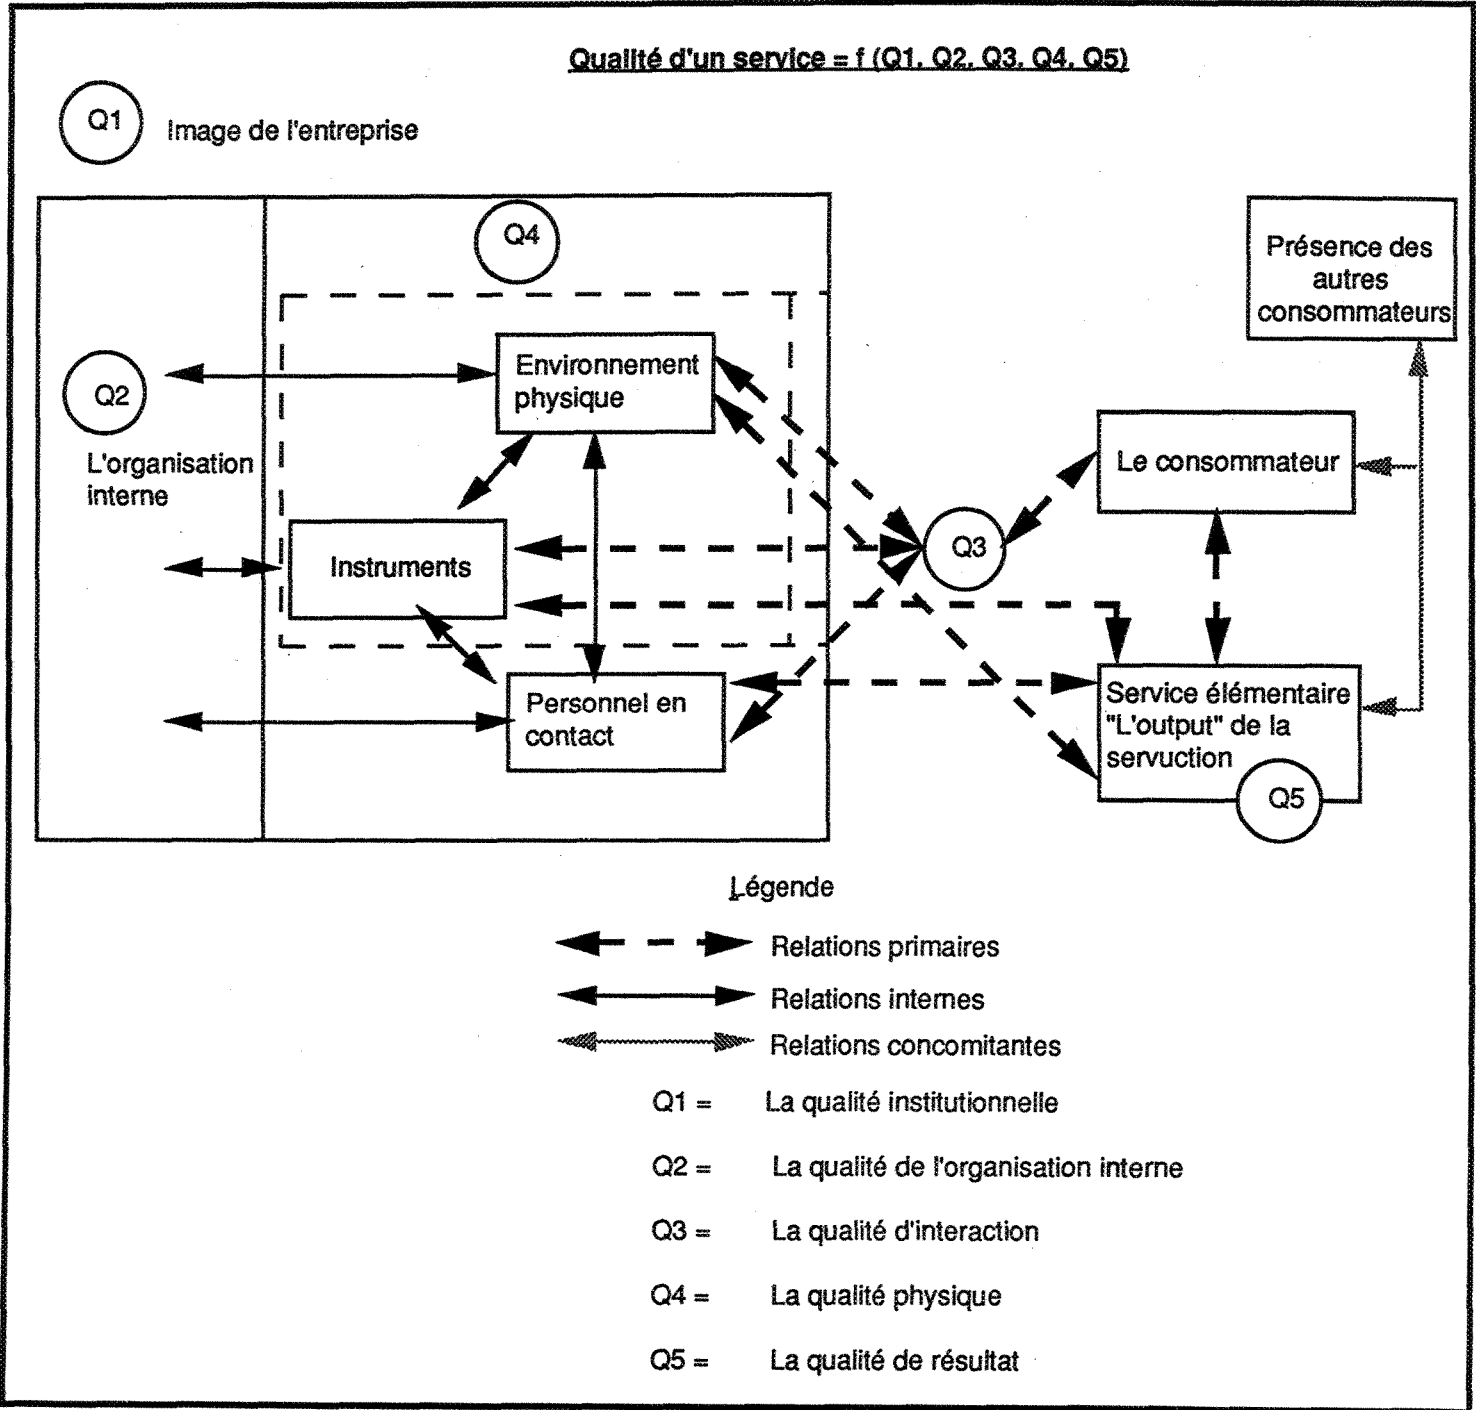 Qualité d'un service = f (Q1, Q2, Q3, Q4, Q5)
Q1
Image de l'entreprise
Q4
Présence des
autres
consommateurs
Environnement
physique
Q2
L'organisation
interne
Le consommateur
Q3
Instruments
Personnel en
contact
Service élémentaire
"L'output" de la
servuction
Q5
Légende
Relations primaires
Relations internes
Relations concomitantes
Q1 = La qualité institutionnelle
Q2 = La qualité de l'organisation interne
Q3 = La qualité d'interaction
Q4 = La qualité physique
Q5 = La qualité de résultat